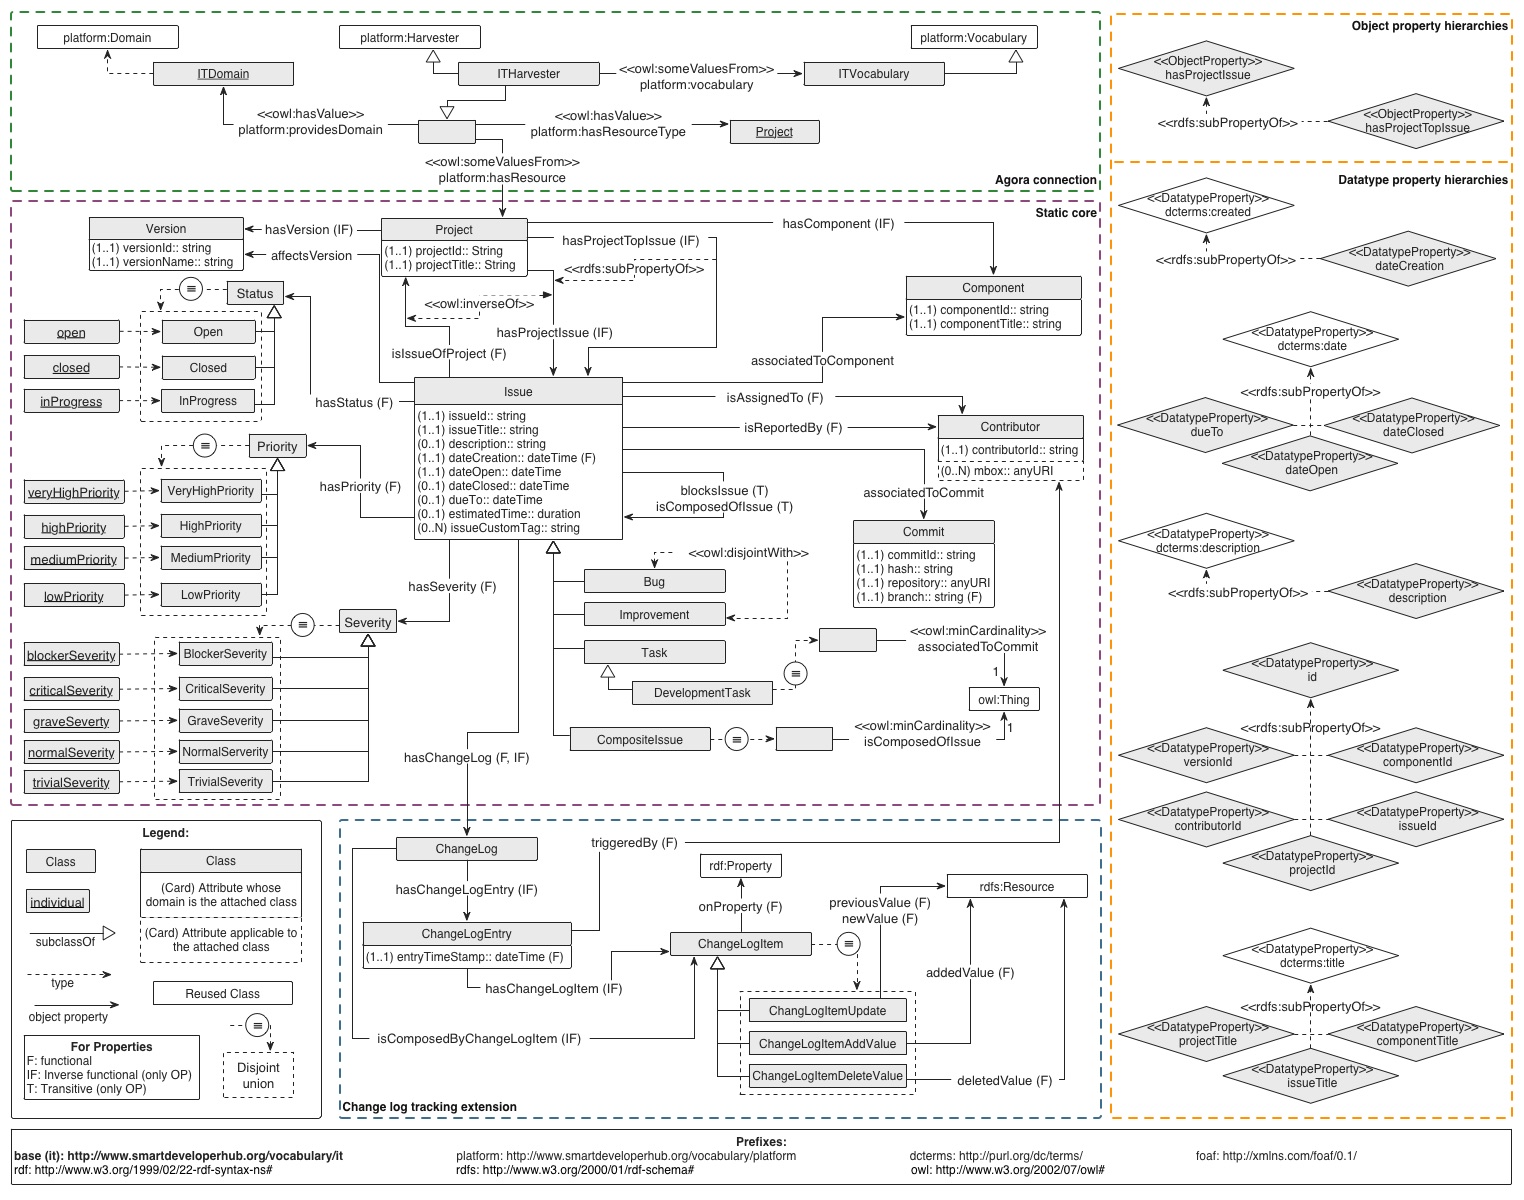 platform:Domain
platform:Harvester
platform:Vocabulary
ITDomain
ITHarvester
<<owl:someValuesFrom>>
platform:vocabulary
ITVocabulary
<<owl:hasValue>>
platform:providesDomain
<<owl:hasValue>>
platform:hasResourceType
Project
<<owl:someValuesFrom>>
platform:hasResource
Agora connection
Static core
Version
(1..1) versionId:: string
(1..1) versionName:: string
hasVersion (IF)
affectsVersion
Project
(1..1) projectId:: String
(1..1) projectTitle:: String
hasComponent (IF)
hasProjectTopIssue (IF)
<<rdfs:subPropertyOf>>
<<owl:inverseOf>>
hasProjectIssue (IF)
isIssueOfProject (F)
Component
(1..1) componentId:: string
(1..1) componentTitle:: string
associatedToComponent
Status
≡
open
closed
inProgress
Open
Closed
InProgress
hasStatus (F)
Issue
(1..1) issueId:: string
(1..1) issueTitle:: string
(0..1) description:: string
(1..1) dateCreation:: dateTime (F)
(1..1) dateOpen:: dateTime
(0..1) dateClosed:: dateTime
(0..1) dueTo:: dateTime
(0..1) estimatedTime:: duration
(0..N) issueCustomTag:: string
isAssignedTo (F)
isReportedBy (F)
Contributor
(1..1) contributorId:: string
(0..N) mbox:: anyURI
associatedToCommit
blocksIssue (T)
isComposedOfIssue (T)
Commit
(1..1) commitId:: string
(1..1) hash:: string
(1..1) repository:: anyURI
(1..1) branch:: string (F)
Priority
≡
veryHighPriority
highPriority
mediumPriority
lowPriority
VeryHighPriority
HighPriority
MediumPriority
LowPriority
hasPriority (F)
hasSeverity (F)
Severity
≡
blockerSeverity
criticalSeverity
graveSeverty
normalSeverity
trivialSeverity
BlockerSeverity
CriticalSeverity
GraveSeverity
NormalSeverity
TrivialSeverity
<<owl:disjointWith>>
Bug
Improvement
Task
DevelopmentTask
≡
<<owl:minCardinality>>
associatedToCommit
1
owl:Thing
CompositeIssue
≡
<<owl:minCardinality>>
isComposedOfIssue
1
hasChangeLog (F, IF)
Legend:
Class
individual
subclassOf
type
object property
Class
(Card) Attribute whose
domain is the attached class
(Card) Attribute applicable to
the attached class
Reused Class
≡
Disjoint
union
For Properties
F: functional
IF: Inverse functional (only OP)
T: Transitive (only OP)
ChangeLog
hasChangeLogEntry (IF)
ChangeLogEntry
(1..1) entryTimeStamp:: dateTime (F)
hasChangeLogItem (IF)
isComposedByChangeLogItem (IF)
triggeredBy (F)
rdf:Property
onProperty (F)
ChangeLogItem
≡
previousValue (F)
newValue (F)
rdfs:Resource
addedValue (F)
ChangLogItemUpdate
ChangeLogItemAddValue
ChangeLogItemDeleteValue
deletedValue (F)
Change log tracking extension
Object property hierarchies
<<ObjectProperty>>
hasProjectIssue
<<rdfs:subPropertyOf>>
<<ObjectProperty>>
hasProjectTopIssue
Datatype property hierarchies
<<DatatypeProperty>>
dcterms:created
<<rdfs:subPropertyOf>>
<<DatatypeProperty>>
dateCreation
<<DatatypeProperty>>
dcterms:date
<<rdfs:subPropertyOf>>
<<DatatypeProperty>>
dueTo
<<DatatypeProperty>>
dateClosed
<<DatatypeProperty>>
dateOpen
<<DatatypeProperty>>
dcterms:description
<<rdfs:subPropertyOf>>
<<DatatypeProperty>>
description
<<DatatypeProperty>>
id
<<rdfs:subPropertyOf>>
<<DatatypeProperty>>
versionId
<<DatatypeProperty>>
componentId
<<DatatypeProperty>>
contributorId
<<DatatypeProperty>>
issueId
<<DatatypeProperty>>
projectId
<<DatatypeProperty>>
dcterms:title
<<rdfs:subPropertyOf>>
<<DatatypeProperty>>
projectTitle
<<DatatypeProperty>>
componentTitle
<<DatatypeProperty>>
issueTitle
Prefixes:
base (it): http://www.smartdeveloperhub.org/vocabulary/it
platform: http://www.smartdeveloperhub.org/vocabulary/platform
dcterms: http://purl.org/dc/terms/
foaf: http://xmlns.com/foaf/0.1/
rdf: http://www.w3.org/1999/02/22-rdf-syntax-ns#
rdfs: http://www.w3.org/2000/01/rdf-schema#
owl: http://www.w3.org/2002/07/owl#